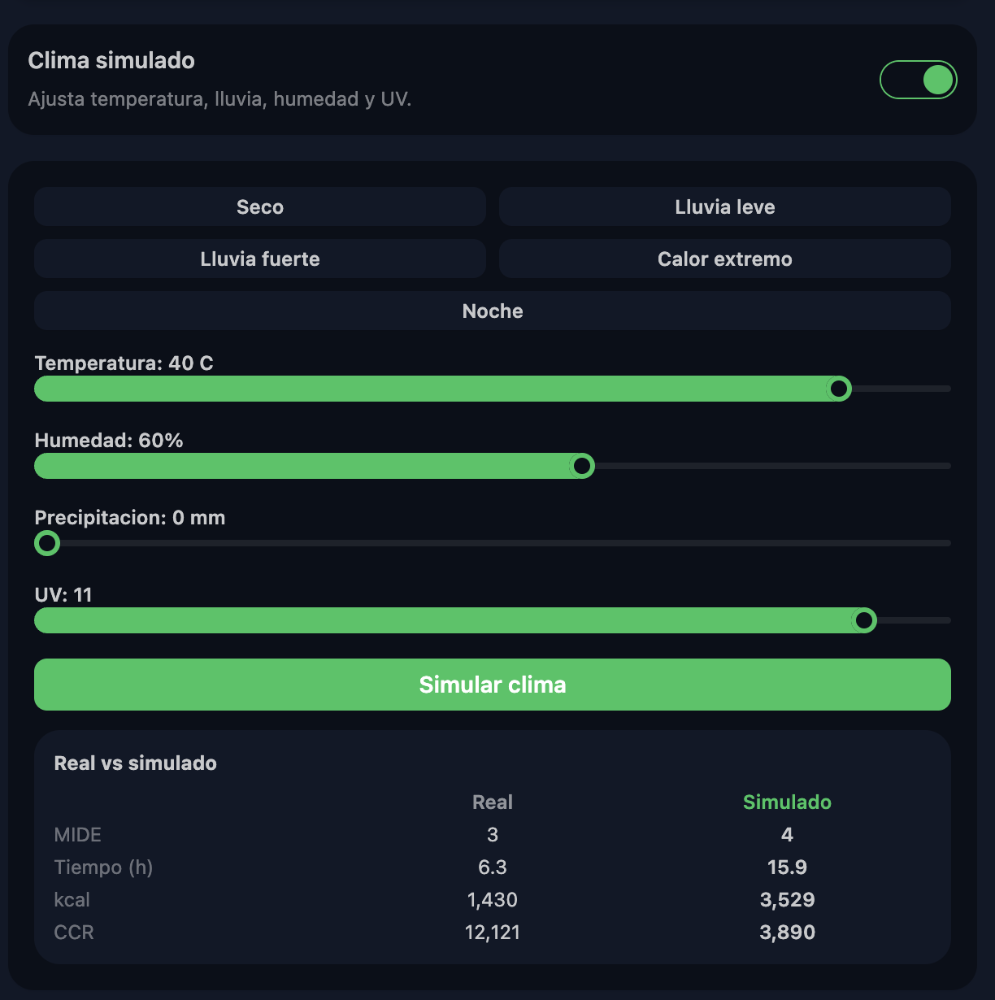 Clima simulado
Ajusta temperatura, lluvia, humedad y UV.
Seco
Lluvia leve
Lluvia fuerte
Calor extremo
Noche
Temperatura: 40 C
Humedad: 60%
Precipitacion: 0 mm
UV: 11
Simular clima
Real vs simulado
Real Simulado
MIDE 3 4
Tiempo (h) 6.3 15.9
kcal 1,430 3,529
CCR 12,121 3,890